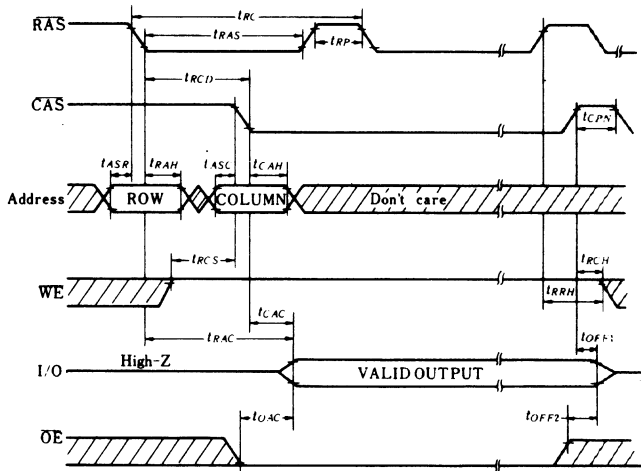 RAS
tRC
tRAS
tRP
tRCD
CAS
tCPN
tASR
tRAH
tASC
tCAH
Address
ROW
COLUMN
Don't care
tRCS
tRCH
WE
tRRH
tCAC
tRAC
tOFF1
High-Z
I/O
VALID OUTPUT
tOAC
tOFF2
OE